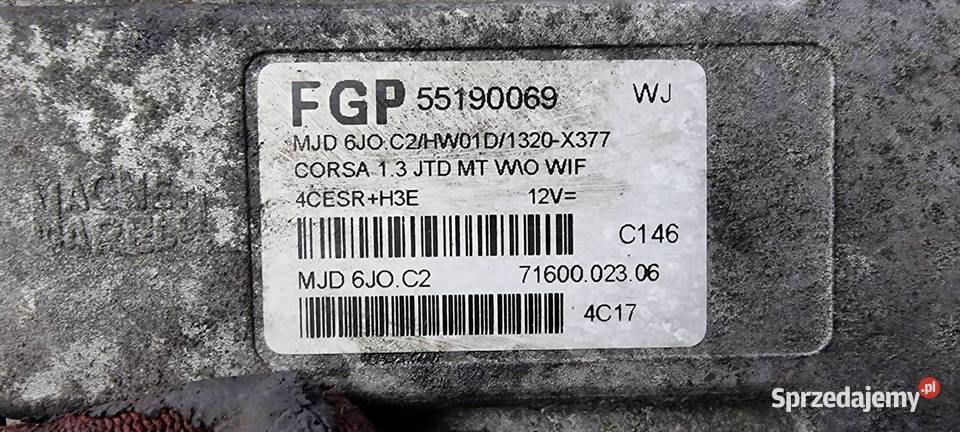 FGP 55190069 WJ
MJD 6JO.C2/HW01D/1320-X377
CORSA 1.3 JTD MT W\O WIF
4CESR+H3E 12V=
C146
MJD 6JO.C2 71600.023.06
4C17
Sprzedajemy.pl